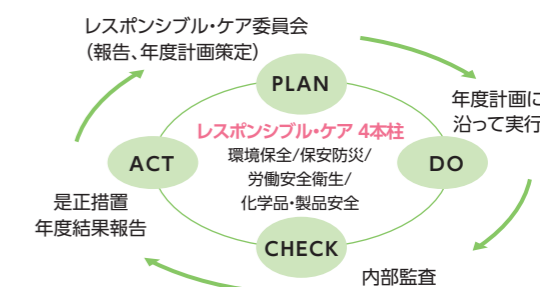 レスポンシブル・ケア委員会
（報告、年度計画策定）
PLAN
年度計画に
沿って実行
レスポンシブル・ケア 4本柱
環境保全/保安防災/
労働安全衛生/
化学品・製品安全
ACT
DO
是正措置
年度結果報告
CHECK
内部監査